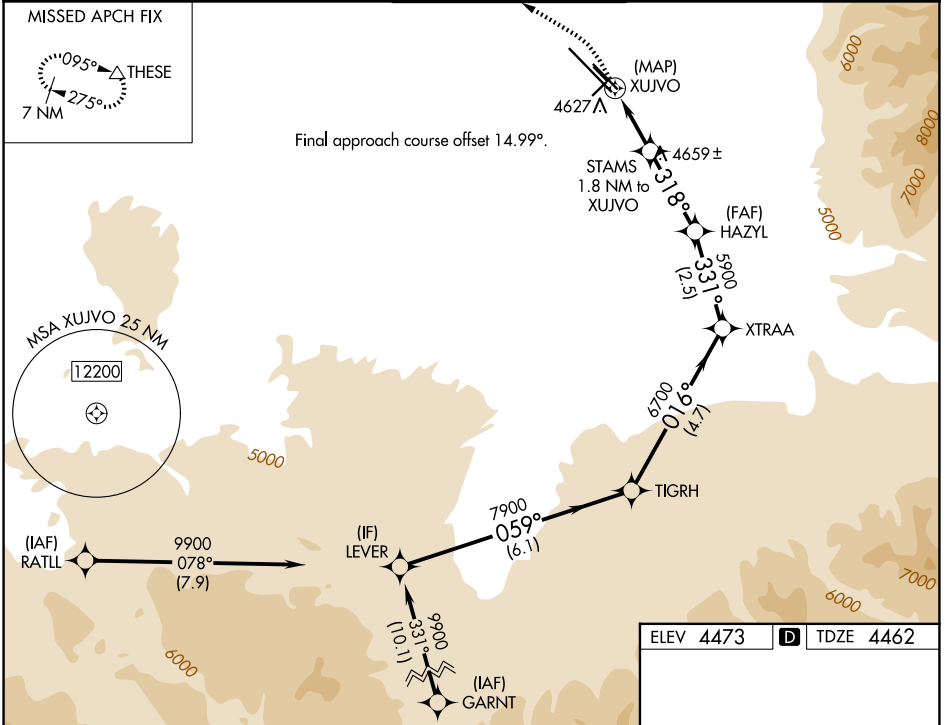 MISSED APCH FIX
095°
THESE
275°
7 NM
(MAP)
XUJVO
4627
Final approach course offset 14.99°.
STAMS
1.8 NM to
XUJVO
4659 ±
318°
(FAF)
HAZYL
5900
331°
(2.5)
XTRAA
6000
8000
7000
5000
MSA XUJVO 25 NM
12200
5000
6700
016°
(4.7)
TIGRH
7900
059°
(6.1)
(IF)
LEVER
(IAF)
RATLL
9900
078°
(7.9)
9900
331°
(10.1)
(IAF)
GARNT
6000
6000
7000
ELEV 4473 D TDZE 4462